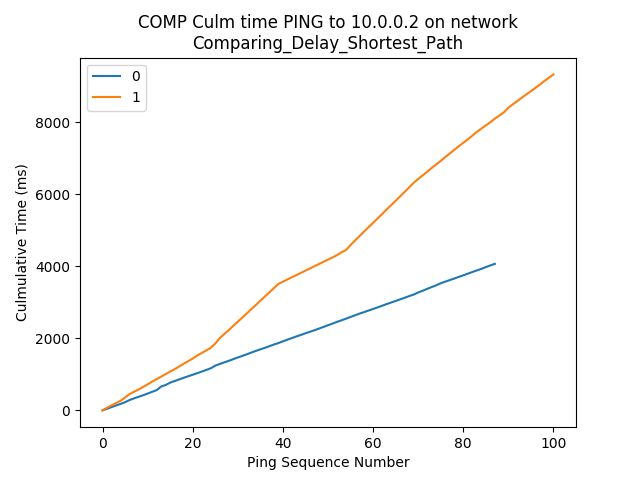 COMP Culm time PING to 10.0.0.2 on network
Comparing_Delay_Shortest_Path
0
1
8000
6000
4000
2000
0
Culmulative Time (ms)
0 20 40 60 80 100
Ping Sequence Number